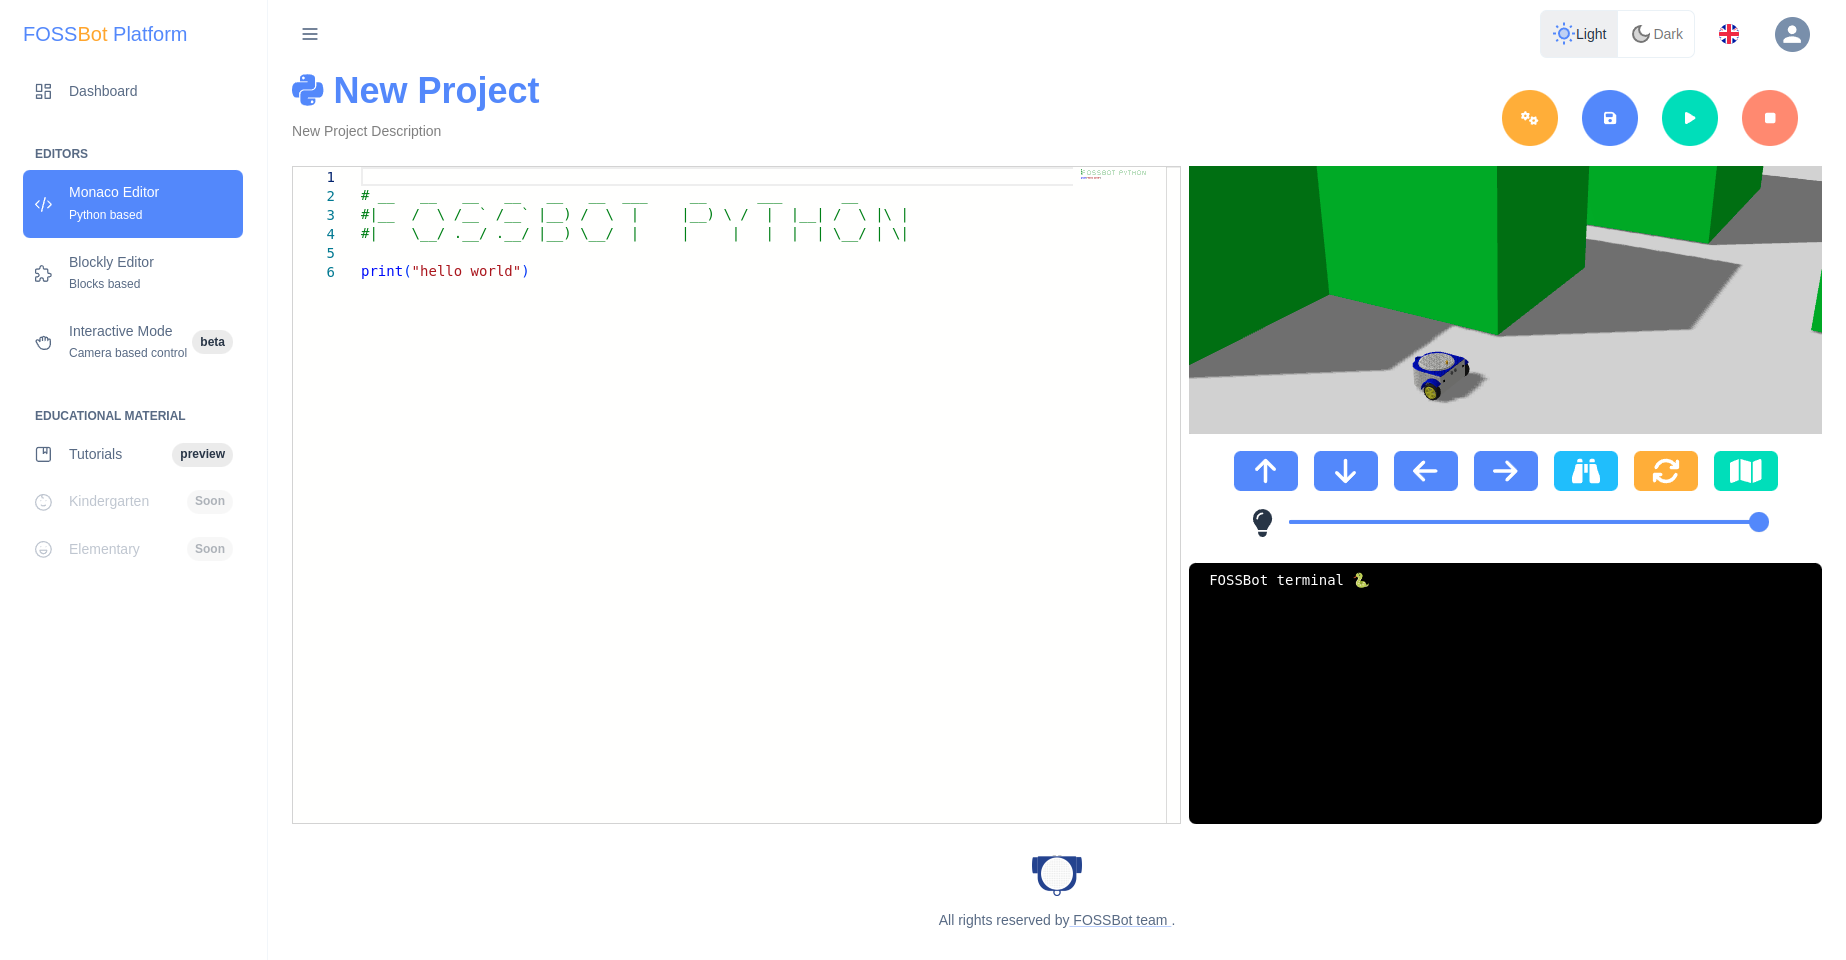 FOSSBot Platform
Light
Dark
Dashboard
New Project
New Project Description
EDITORS
Monaco Editor
Python based
Blockly Editor
Blocks based
Interactive Mode
Camera based control
beta
EDUCATIONAL MATERIAL
Tutorials
preview
Kindergarten
Soon
Elementary
Soon
1
2 # __   __   __   __   __   __  ___     __      ___       __
3 #|__  /  \ /__` /__` |__) /  \  |     |__) \ /  |  |__| /  \ |\ |
4 #|    \__/ .__/ .__/ |__) \__/  |     |     |   |  |  | \__/ | \|
5
6 print("hello world")
FOSSBot terminal 🐍
All rights reserved by FOSSBot team .